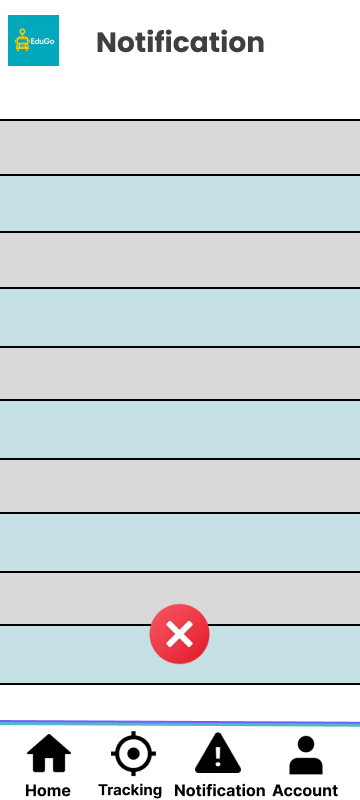 EduGo
Notification
Home
Tracking
Notification
Account